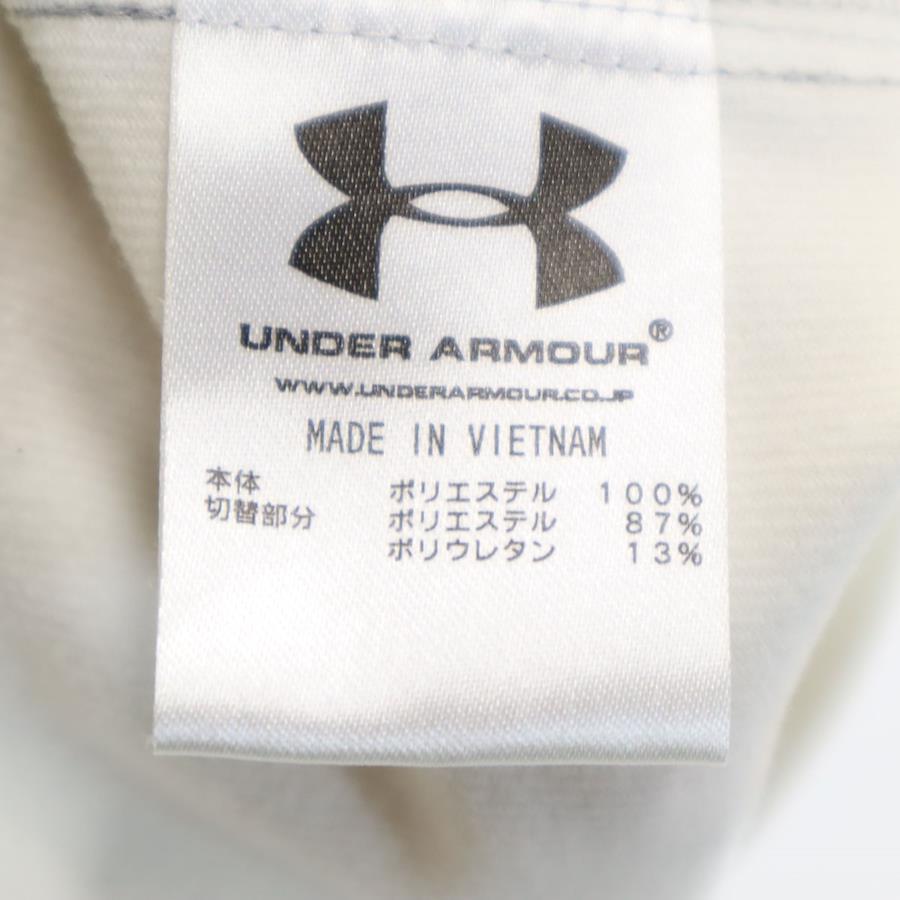 UNDER ARMOUR®
WWW.UNDERARMOUR.CO.JP
MADE IN VIETNAM
本体 ポリエステル 100%
切替部分 ポリエステル 87%
ポリウレタン 13%